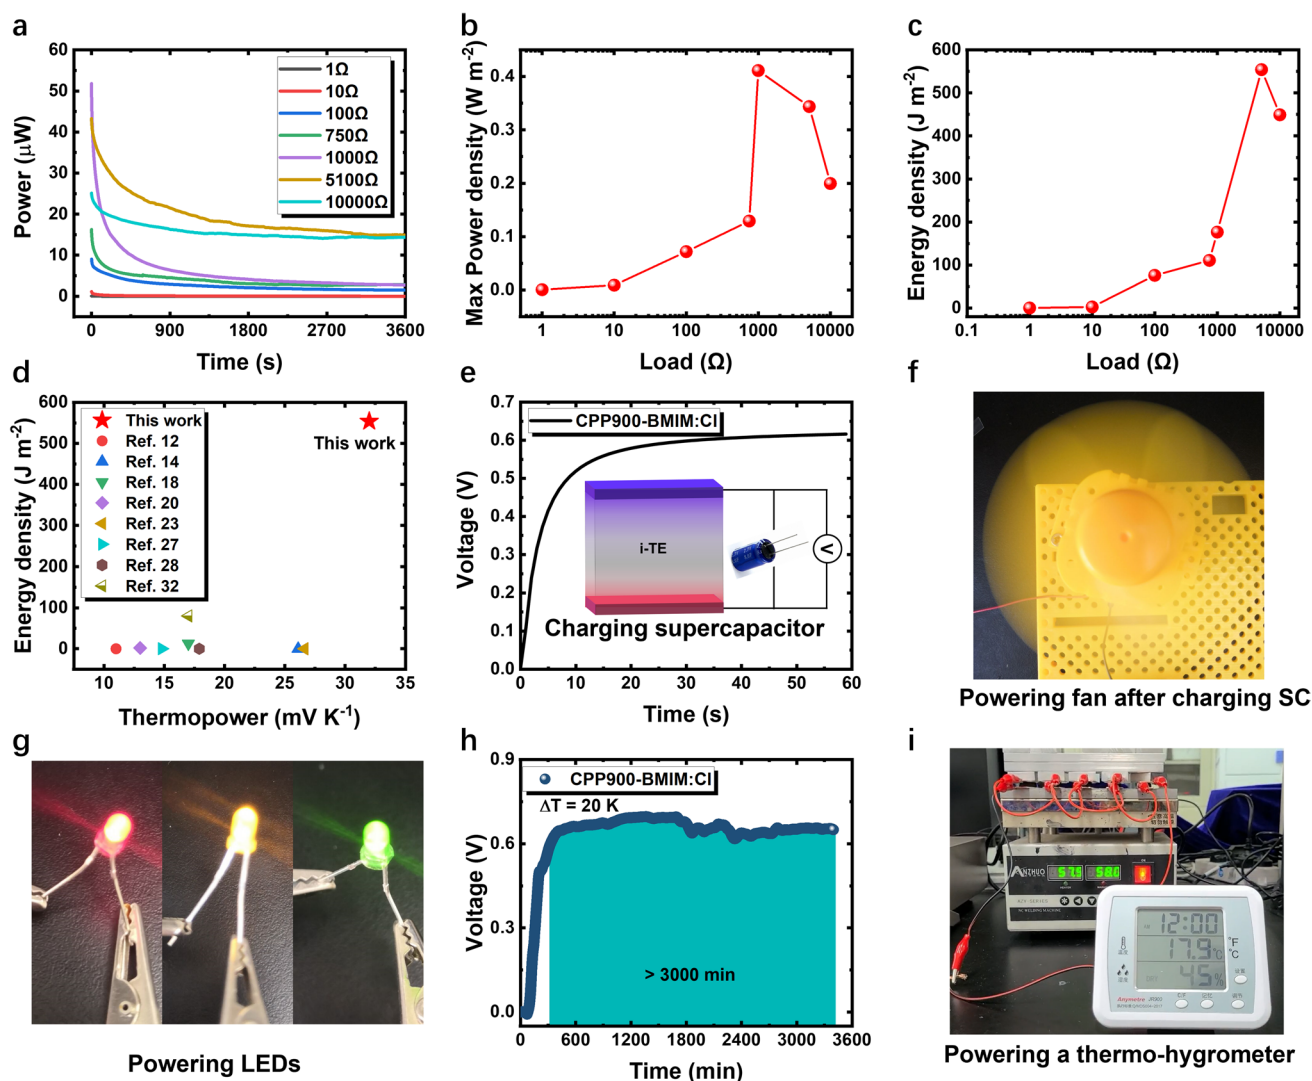 a
60
50
40
30
20
10
0
Power (μW)
0 900 1800 2700 3600
Time (s)
1Ω
10Ω
100Ω
750Ω
1000Ω
5100Ω
10000Ω
b
0.4
0.3
0.2
0.1
0.0
Max Power density (W m-2)
1 10 100 1000 10000
Load (Ω)
c
600
500
400
300
200
100
0
Energy density (J m-2)
0.1 1 10 100 1000 10000
Load (Ω)
d
600
500
400
300
200
100
0
Energy density (J m-2)
10 15 20 25 30 35
Thermopower (mV K-1)
This work
Ref. 12
Ref. 14
Ref. 18
Ref. 20
Ref. 23
Ref. 27
Ref. 28
Ref. 32
This work
e
0.7
0.6
0.5
0.4
0.3
0.2
0.1
0.0
Voltage (V)
CPP900-BMIM:Cl
i-TE
V
Charging supercapacitor
0 10 20 30 40 50 60
Time (s)
f
Powering fan after charging SC
g
Powering LEDs
h
0.9
0.6
0.3
0.0
Voltage (V)
CPP900-BMIM:Cl
ΔT = 20 K
> 3000 min
0 600 1200 1800 2400 3000 3600
Time (min)
i
ANZHUO
57.9 58.0
12:00
17.9 °C
°F
°C
45%
Anymetre JR900
Powering a thermo-hygrometer